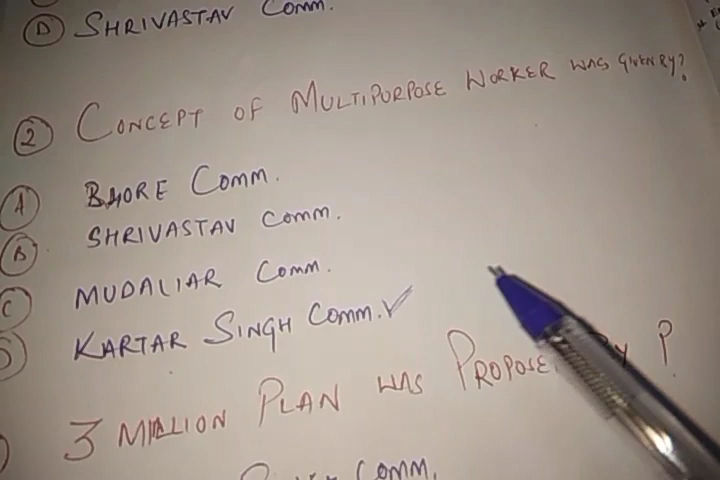 D SHRIVASTAV Comm.
2 CONCEPT OF MULTIPURPOSE WORKER WAS GIVEN BY?
A BHORE Comm.
B SHRIVASTAV Comm.
C MUDALIAR Comm.
D KARTAR SINGH Comm. ✓
3 MILLION PLAN WAS PROPOSE BY ?
COMM.